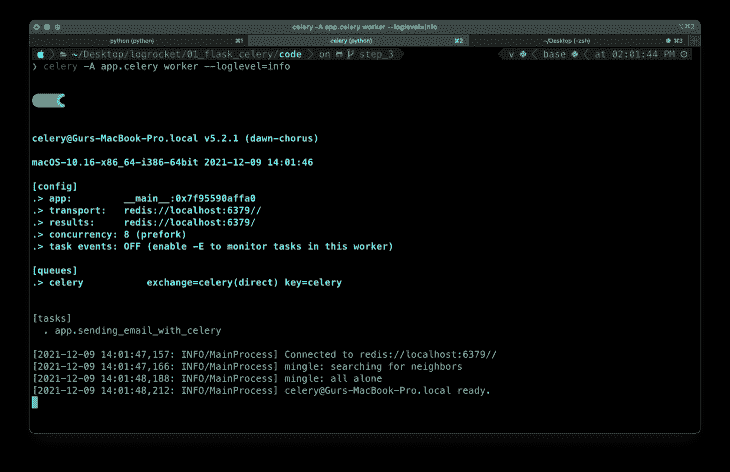 celery -A app.celery worker --loglevel=info
python (python) ⌘1 celery (python) ⌘2 ~/Desktop (-zsh) ⌘3
~/Desktop/logrocket/01_flask_celery/code on step_3 v base at 02:01:44 PM
❯ celery -A app.celery worker --loglevel=info
celery@Gurs-MacBook-Pro.local v5.2.1 (dawn-chorus)
macOS-10.16-x86_64-i386-64bit 2021-12-09 14:01:46
[config]
.> app: __main__:0x7f95590affa0
.> transport: redis://localhost:6379//
.> results: redis://localhost:6379/
.> concurrency: 8 (prefork)
.> task events: OFF (enable -E to monitor tasks in this worker)
[queues]
.> celery exchange=celery(direct) key=celery
[tasks]
. app.sending_email_with_celery
[2021-12-09 14:01:47,157: INFO/MainProcess] Connected to redis://localhost:6379//
[2021-12-09 14:01:47,166: INFO/MainProcess] mingle: searching for neighbors
[2021-12-09 14:01:48,188: INFO/MainProcess] mingle: all alone
[2021-12-09 14:01:48,212: INFO/MainProcess] celery@Gurs-MacBook-Pro.local ready.